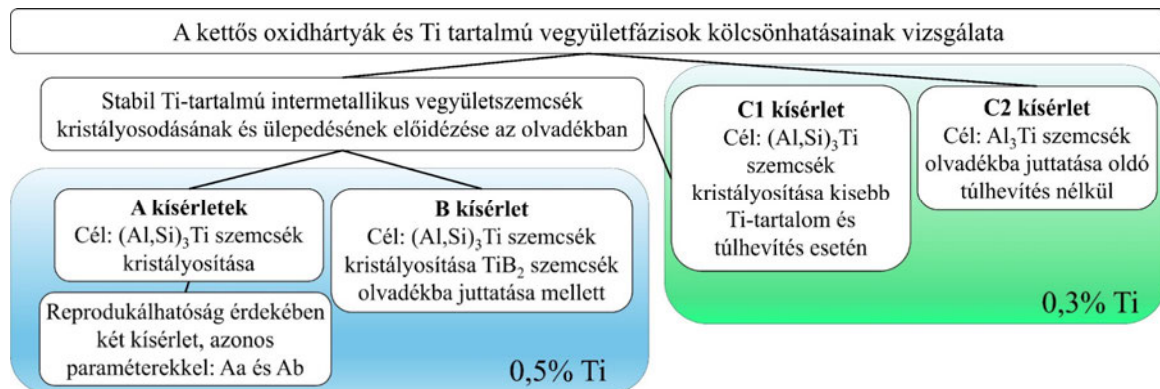 A kettős oxidhártyák és Ti tartalmú vegyületfázisok kölcsönhatásainak vizsgálata
Stabil Ti-tartalmú intermetallikus vegyületszemcsék
kristályosodásának és ülepedésének előidézése az olvadékban
A kísérletek
Cél: (Al,Si)₃Ti szemcsék
kristályosítása
Reprodukálhatóság érdekében
két kísérlet, azonos
paraméterekkel: Aa és Ab
B kísérlet
Cél: (Al,Si)₃Ti szemcsék
kristályosítása TiB₂ szemcsék
olvadékba juttatása mellett
0,5% Ti
C1 kísérlet
Cél: (Al,Si)₃Ti
szemcsék
kristályosítása kisebb
Ti-tartalom és
túlhevítés esetén
C2 kísérlet
Cél: Al₃Ti szemcsék
olvadékba juttatása oldó
túlhevítés nélkül
0,3% Ti